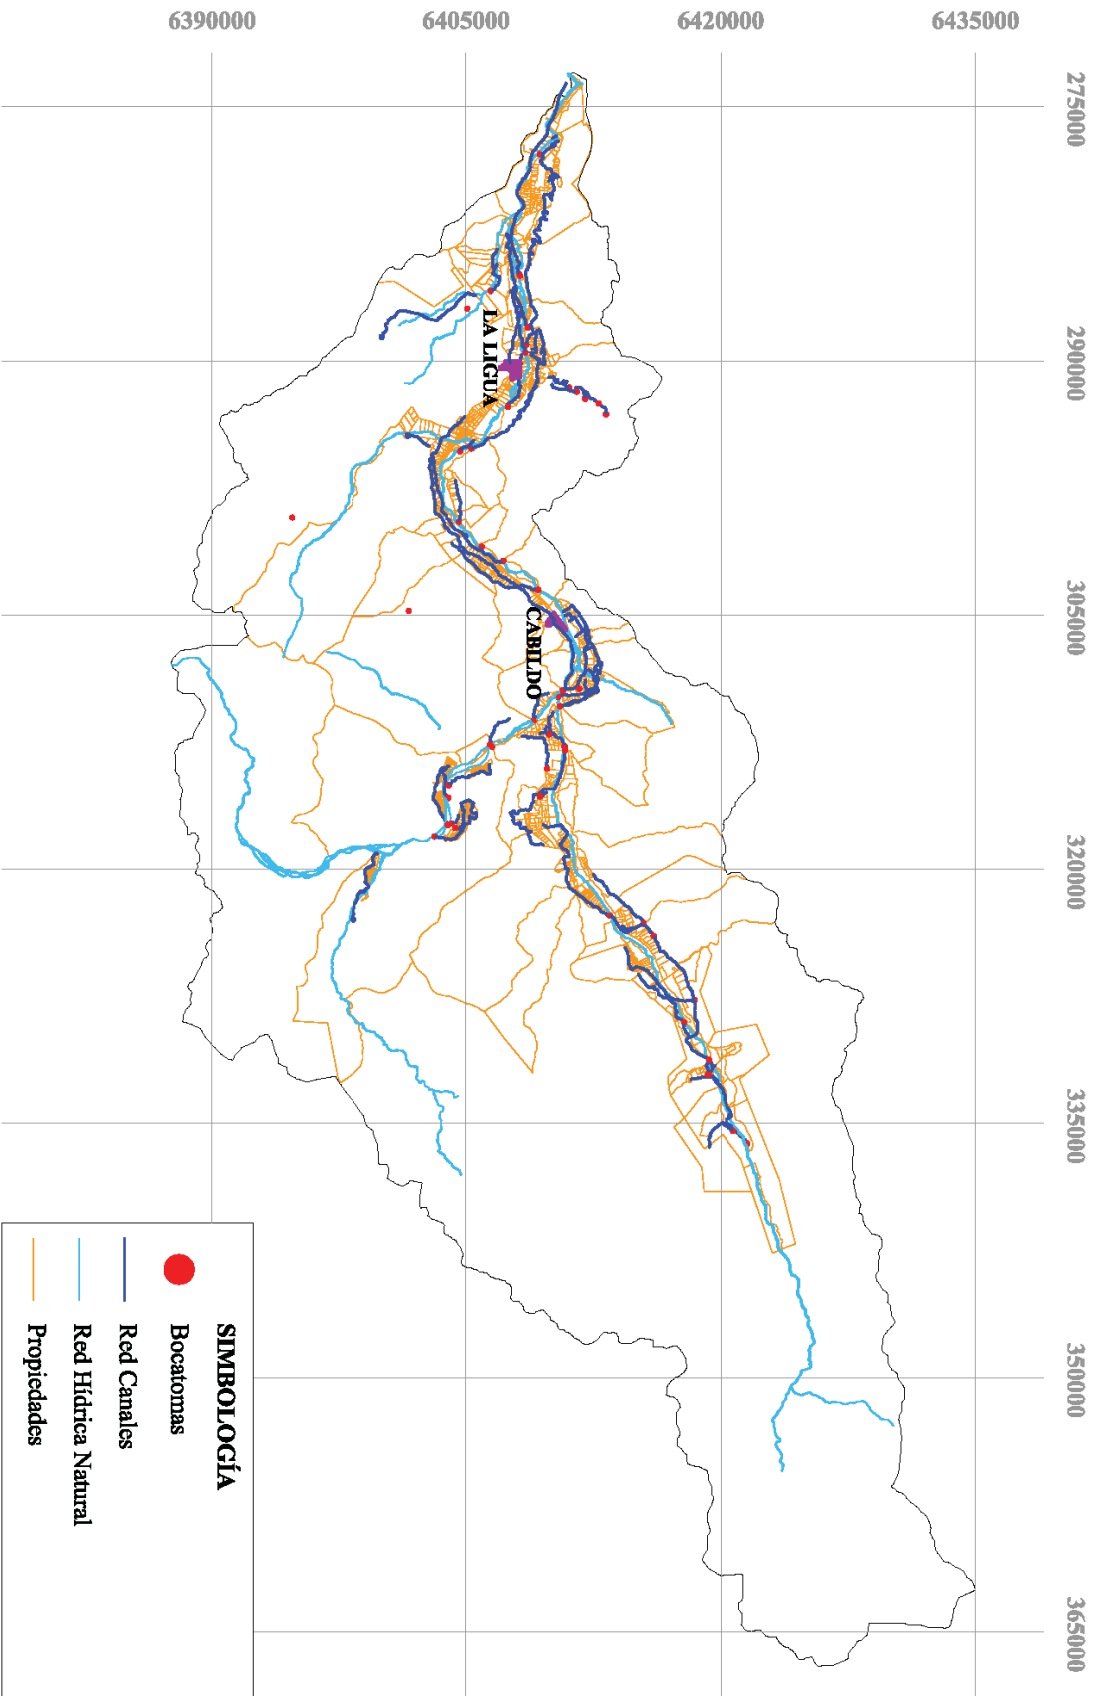 6390000
6405000
6420000
6435000
275000
290000
305000
320000
335000
350000
365000
LA LIGUA
CABILDO
SIMBOLOGÍA
Bocatomas
Red Canales
Red Hídrica Natural
Propiedades